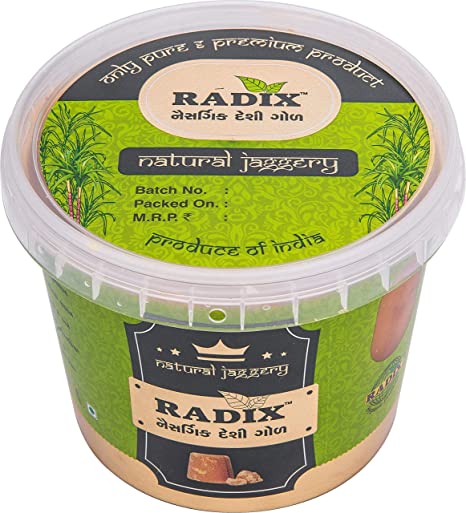 Only Pure & Premium Product
RADIX™
નૈસર્ગિક દેશી ગોળ
Natural Jaggery
Batch No. :
Packed On. :
M.R.P. ₹ :
Produce of India
Natural Jaggery
RADIX™
નૈસર્ગિક દેશી ગોળ
RADIX